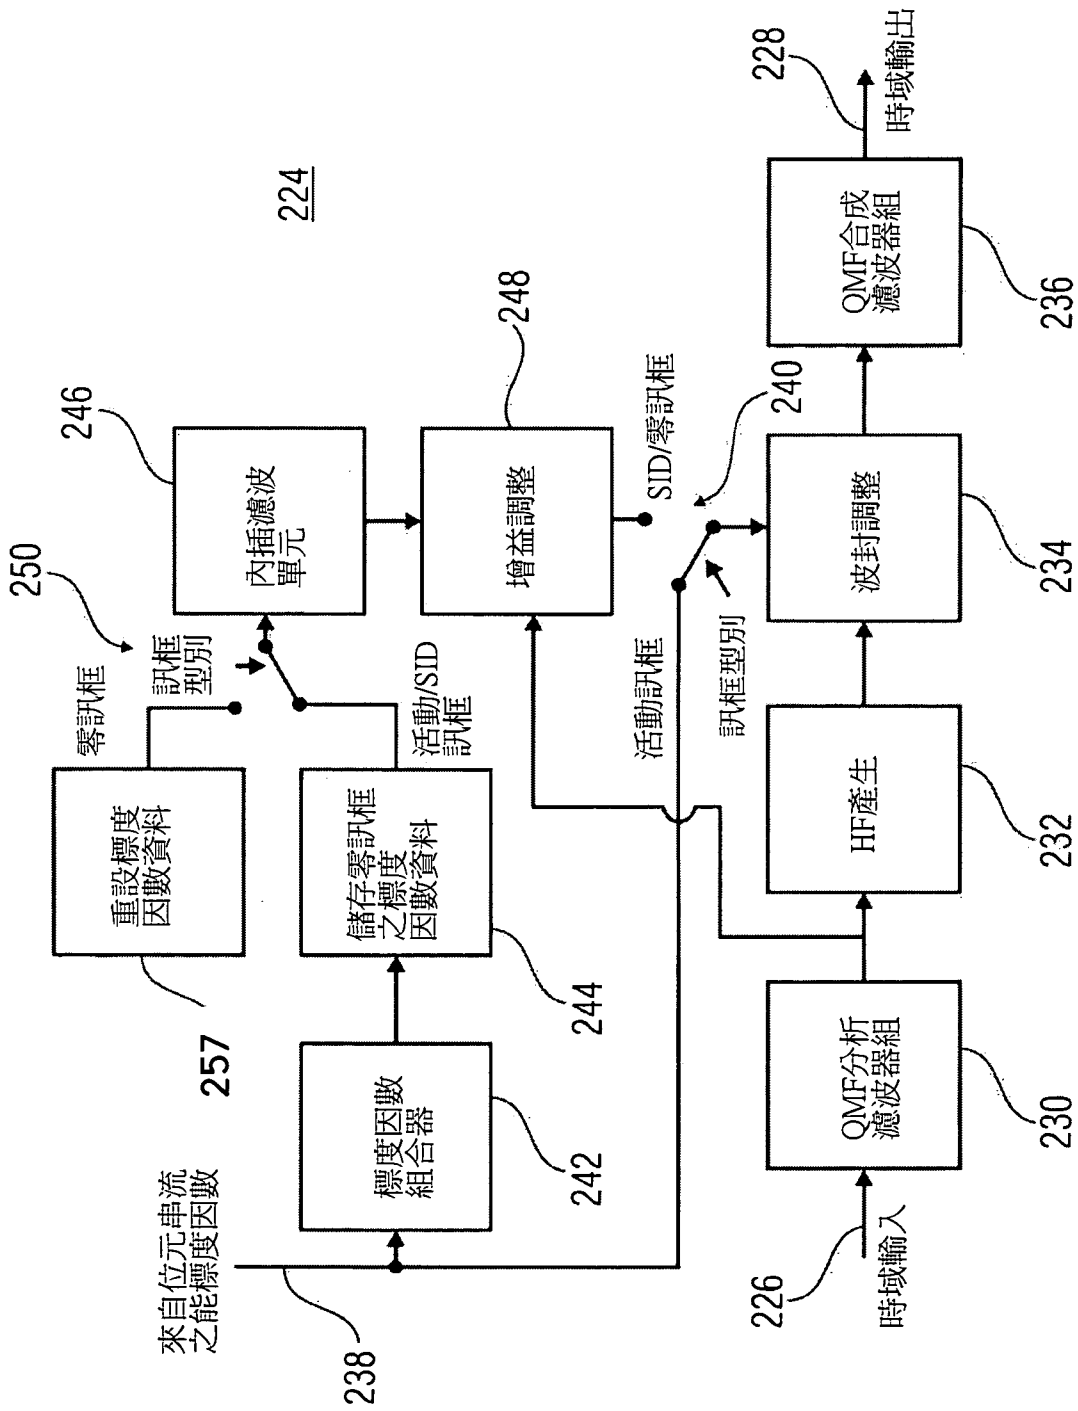 224
來自位元串流
之能標度因數
238
標度因數
組合器
242
重設標度
因數資料
257
零訊框
訊框
型別
250
儲存零訊框
之標度
因數資料
244
活動/SID
訊框
內插濾波
單元
246
增益調整
248
SID/零訊框
240
活動訊框
訊框型別
時域輸入
226
QMF分析
濾波器組
230
HF產生
232
波封調整
234
QMF合成
濾波器組
236
228
時域輸出